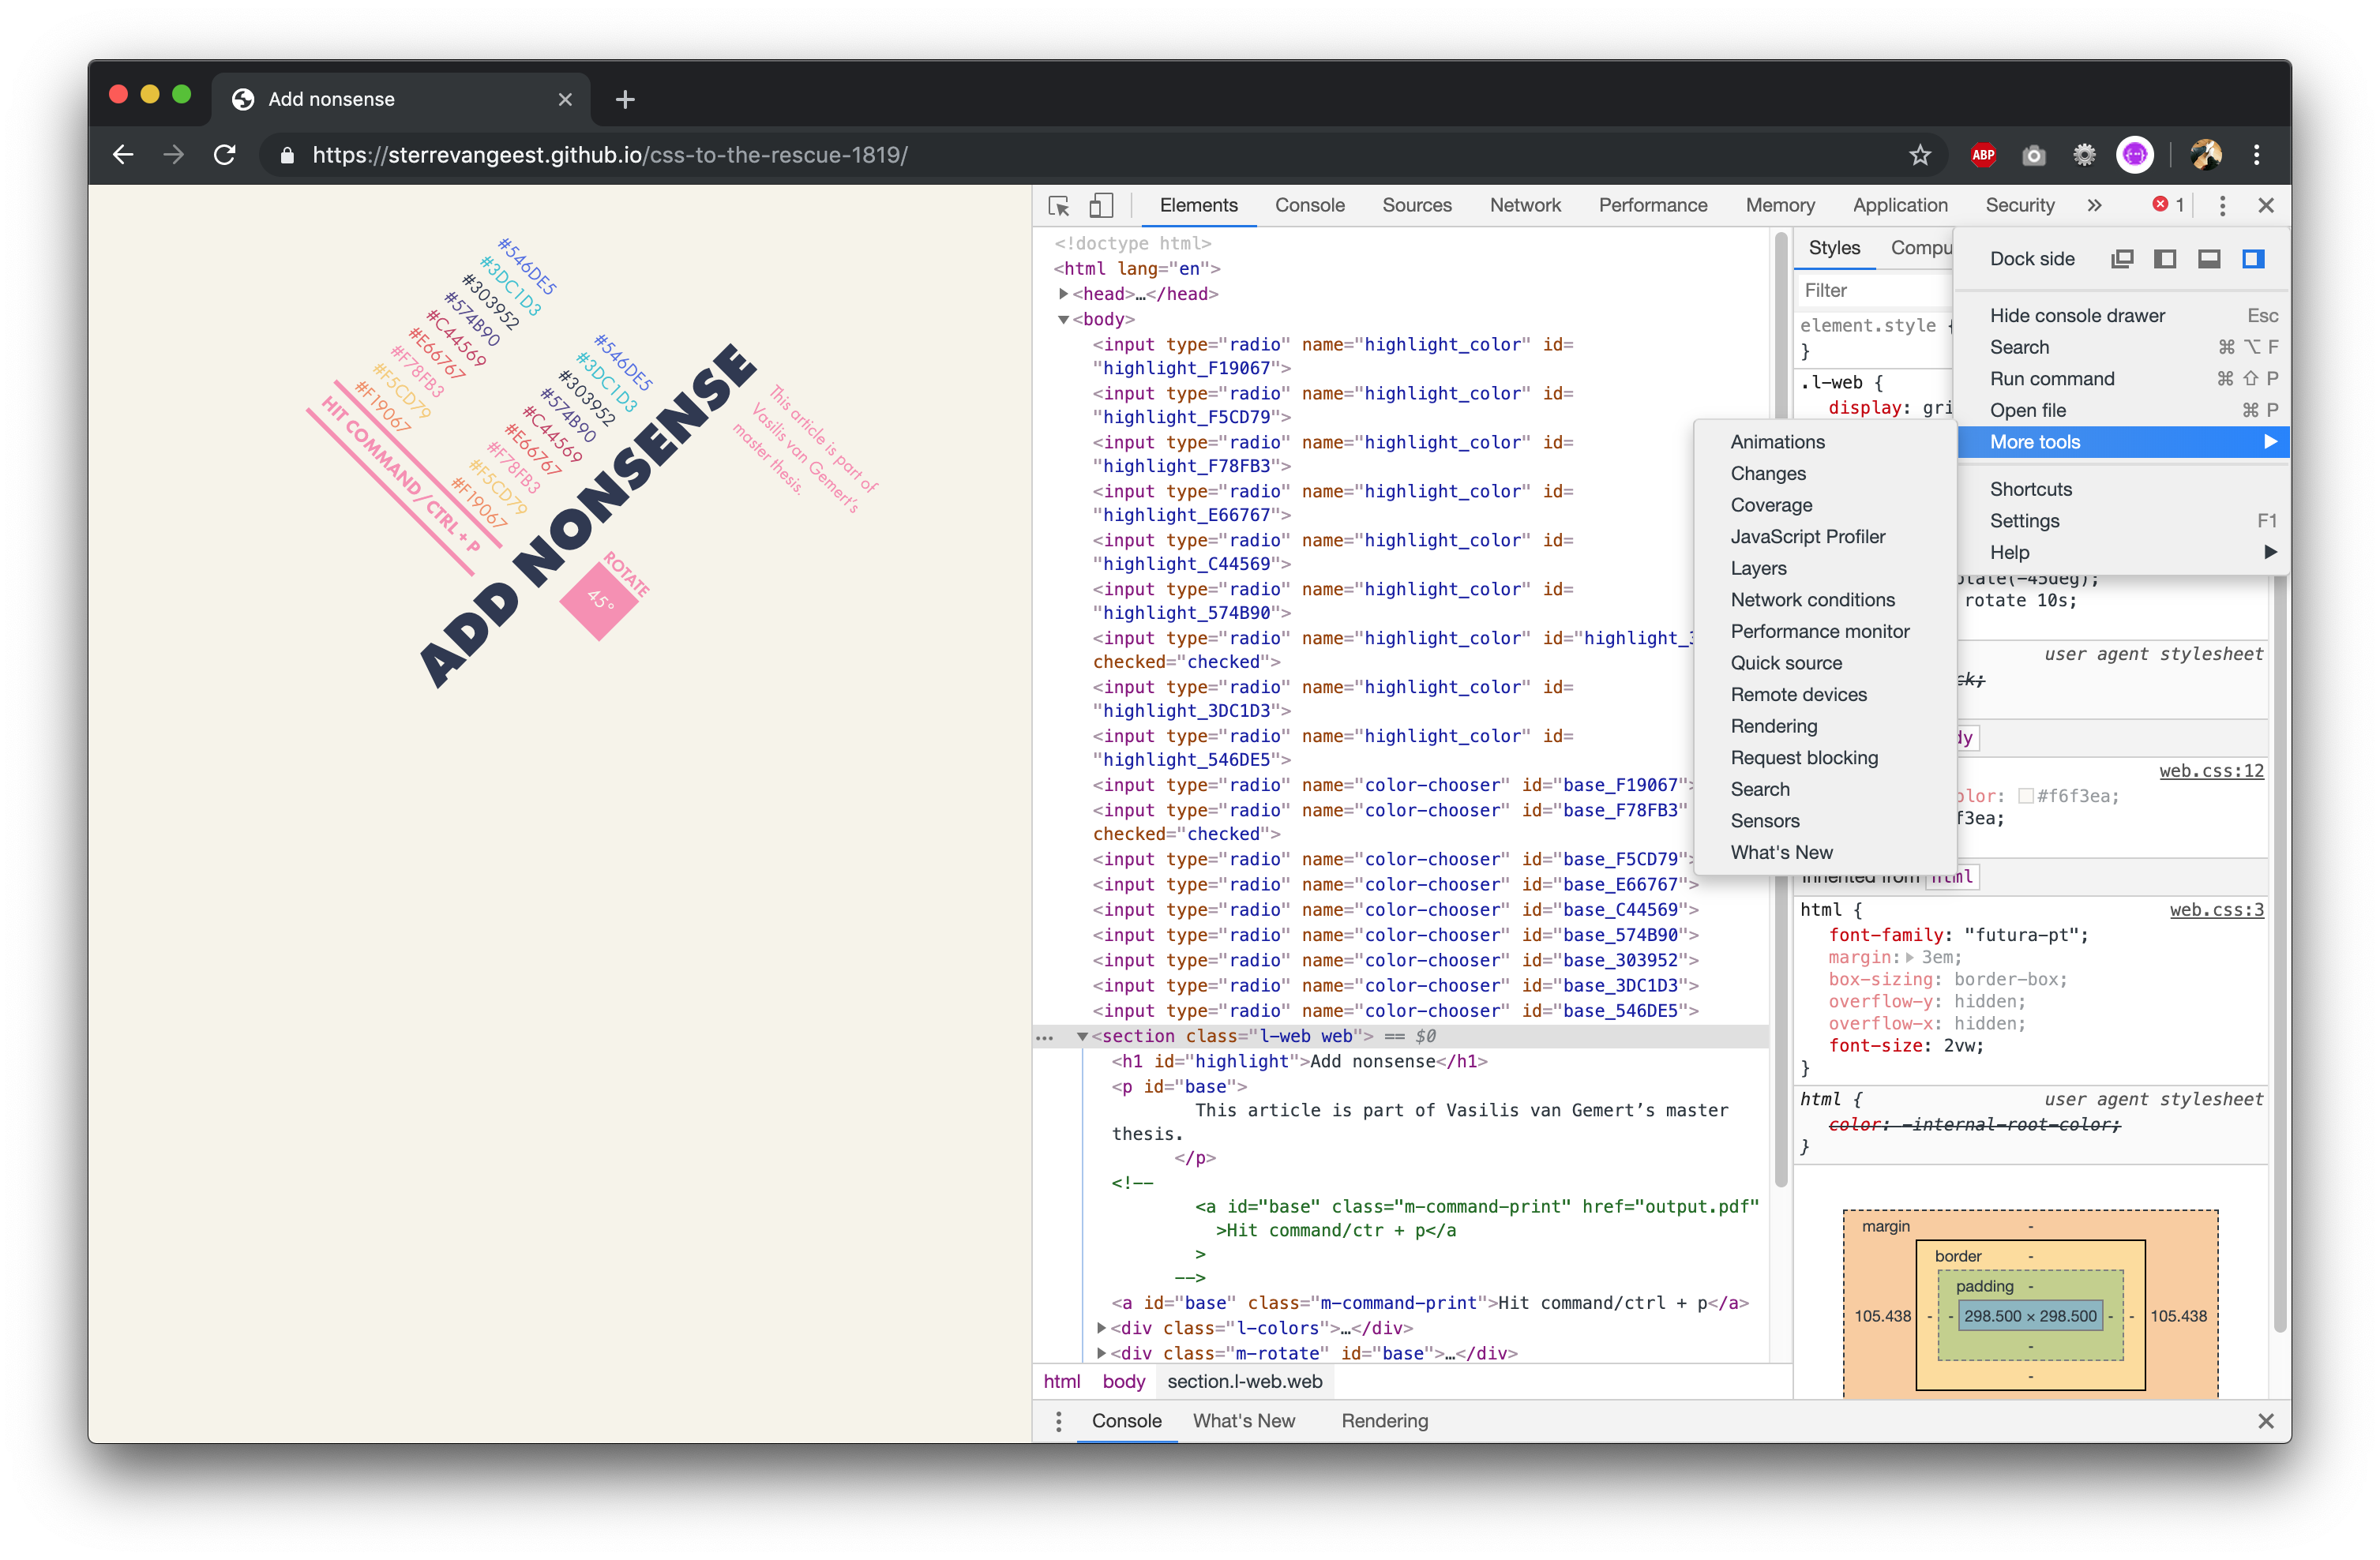 Add nonsense
https://sterrevangeest.github.io/css-to-the-rescue-1819/
ABP
#546DE5
#3DC1D3
#303952
#574B90
#C44569
#E66767
#F78FB3
#F5CD79
#F19067
HIT COMMAND/CTRL + P
#546DE5
#3DC1D3
#303952
#574B90
#C44569
#E66767
#F78FB3
#F5CD79
#F19067
ADD NONSENSE
This article is part of
Vasilis van Gemert's
master thesis.
ROTATE
45°
Elements Console Sources Network Performance Memory Application Security » 1
<!doctype html>
<html lang="en">
<head>…</head>
<body>
<input type="radio" name="highlight_color" id=
"highlight_F19067">
<input type="radio" name="highlight_color" id=
"highlight_F5CD79">
<input type="radio" name="highlight_color" id=
"highlight_F78FB3">
<input type="radio" name="highlight_color" id=
"highlight_E66767">
<input type="radio" name="highlight_color" id=
"highlight_C44569">
<input type="radio" name="highlight_color" id=
"highlight_574B90">
<input type="radio" name="highlight_color" id="highlight_3
checked="checked">
<input type="radio" name="highlight_color" id=
"highlight_3DC1D3">
<input type="radio" name="highlight_color" id=
"highlight_546DE5">
<input type="radio" name="color-chooser" id="base_F19067">
<input type="radio" name="color-chooser" id="base_F78FB3"
checked="checked">
<input type="radio" name="color-chooser" id="base_F5CD79">
<input type="radio" name="color-chooser" id="base_E66767">
<input type="radio" name="color-chooser" id="base_C44569">
<input type="radio" name="color-chooser" id="base_574B90">
<input type="radio" name="color-chooser" id="base_303952">
<input type="radio" name="color-chooser" id="base_3DC1D3">
<input type="radio" name="color-chooser" id="base_546DE5">
<section class="l-web web"> == $0
<h1 id="highlight">Add nonsense</h1>
<p id="base">
This article is part of Vasilis van Gemert’s master
thesis.
</p>
<!--
<a id="base" class="m-command-print" href="output.pdf"
>Hit command/ctr + p</a
>
-->
<a id="base" class="m-command-print">Hit command/ctrl + p</a>
<div class="l-colors">…</div>
<div class="m-rotate" id="base">…</div>
html body section.l-web.web
Console What's New Rendering
Styles Compu
Filter
element.style {
}
.l-web {
display: gri
Dock side
Hide console drawer Esc
Search ⌘ ⌥ F
Run command ⌘ ⇧ P
Open file ⌘ P
More tools
Shortcuts
Settings F1
Help
Animations
Changes
Coverage
JavaScript Profiler
Layers
Network conditions
Performance monitor
Quick source
Remote devices
Rendering
Request blocking
Search
Sensors
What's New
otate(-45deg);
rotate 10s;
user agent stylesheet
ck;
dy
web.css:12
olor: #f6f3ea;
f3ea;
Inherited from html
html { web.css:3
font-family: "futura-pt";
margin: 3em;
box-sizing: border-box;
overflow-y: hidden;
overflow-x: hidden;
font-size: 2vw;
}
html { user agent stylesheet
color: -internal-root-color;
}
margin -
border -
padding -
105.438 - - 298.500 × 298.500 - - 105.438
-
-